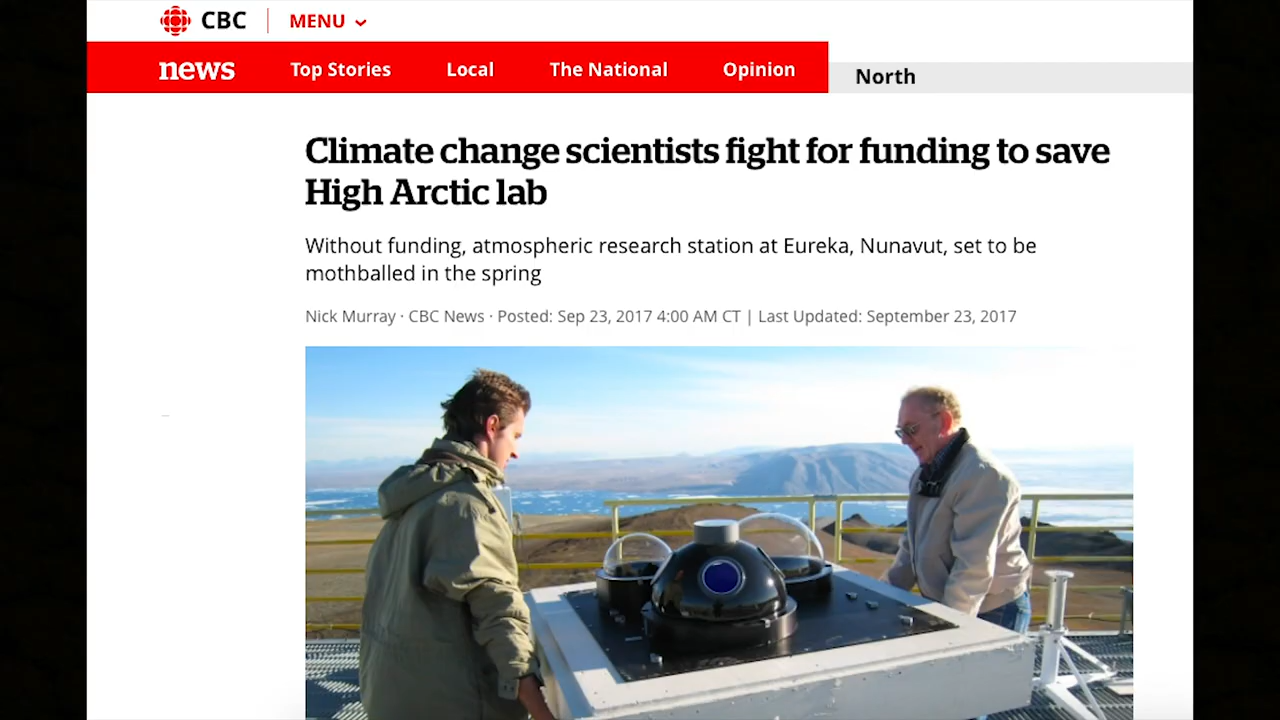 CBC MENU
news Top Stories Local The National Opinion North
Climate change scientists fight for funding to save
High Arctic lab
Without funding, atmospheric research station at Eureka, Nunavut, set to be
mothballed in the spring
Nick Murray · CBC News · Posted: Sep 23, 2017 4:00 AM CT | Last Updated: September 23, 2017